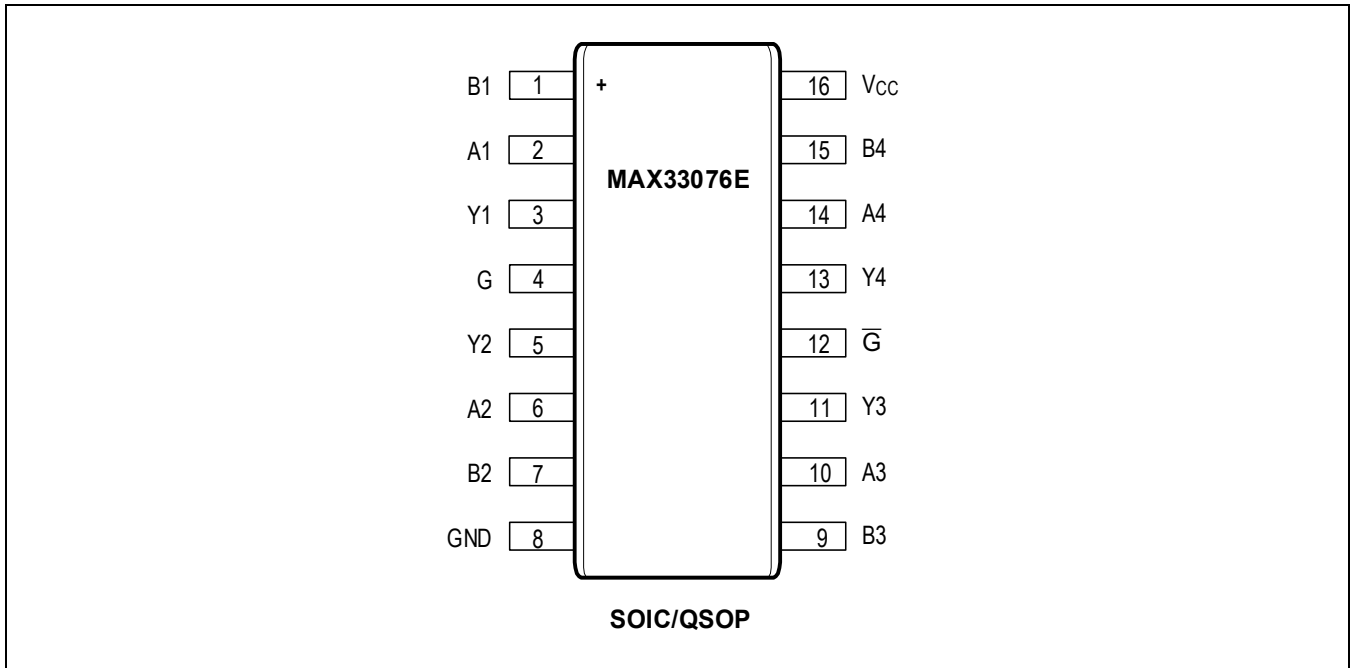 B1 1 + 16 VCC
A1 2 15 B4
MAX33076E
Y1 3 14 A4
G 4 13 Y4
Y2 5 12 G̅
A2 6 11 Y3
B2 7 10 A3
GND 8 9 B3
SOIC/QSOP